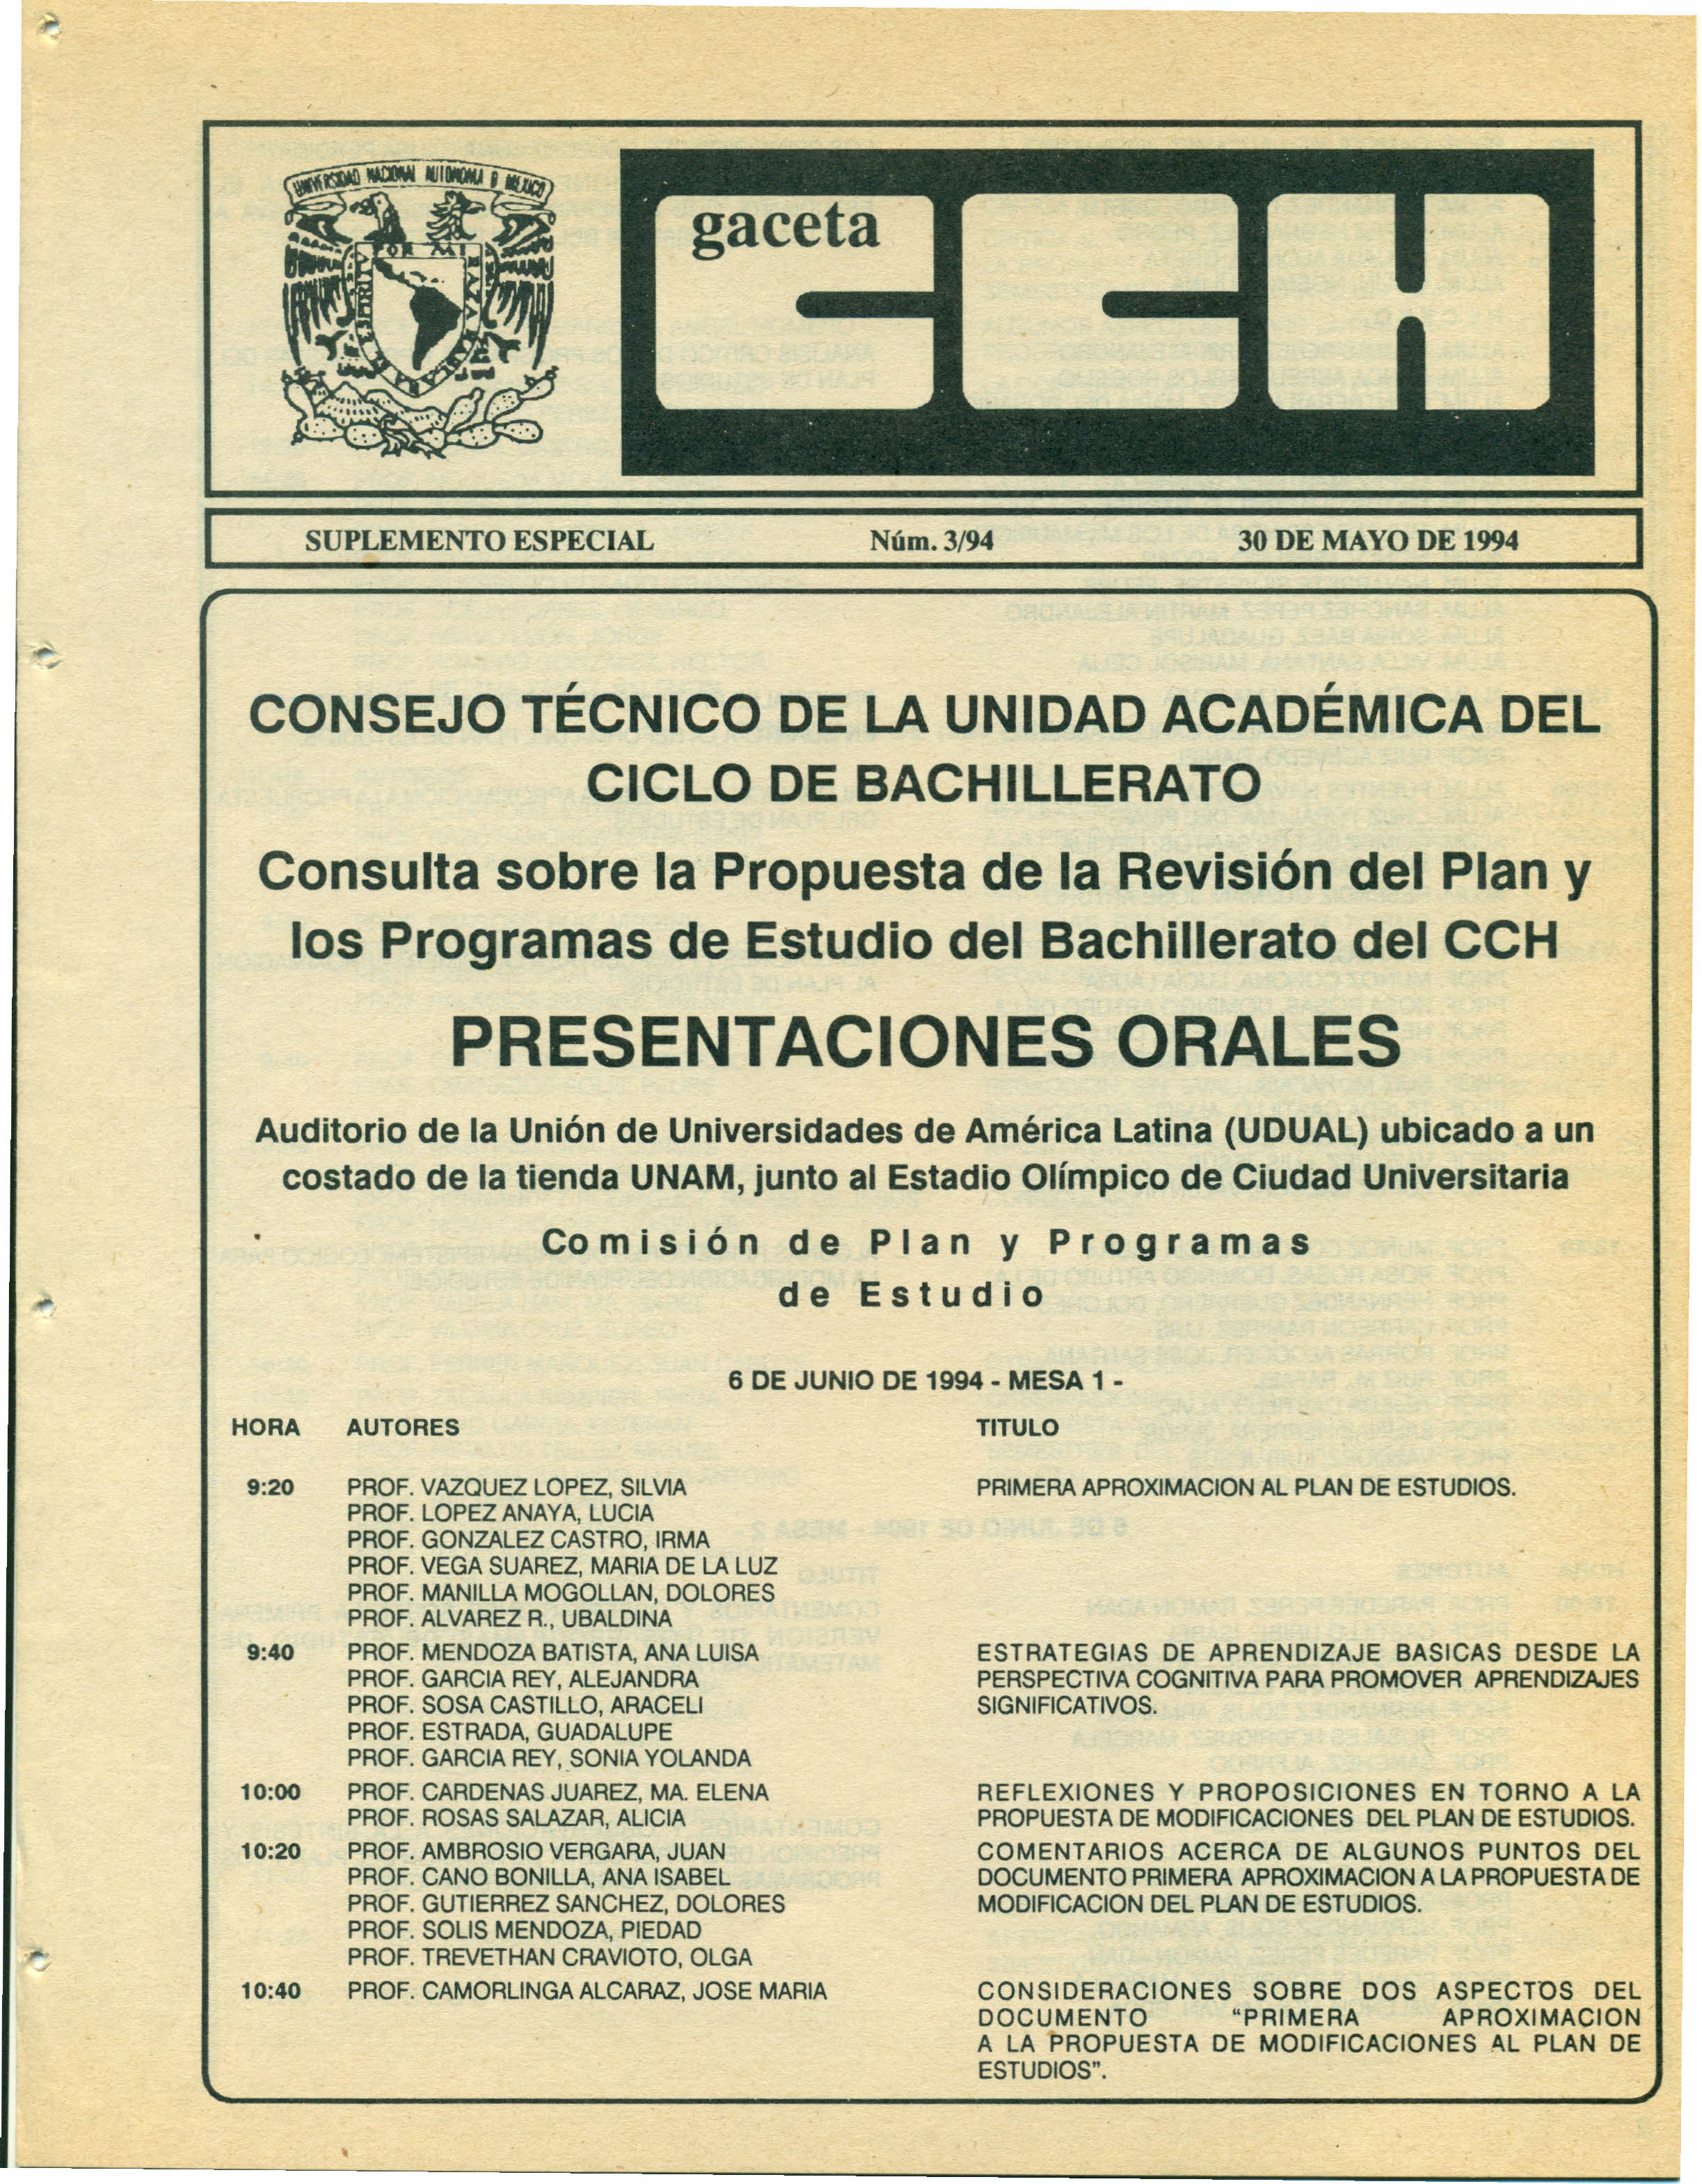 UNIVERSIDAD NACIONAL AUTONOMA D MEXICO
POR MI
RAZA HABLARA EL
ESPIRITU
gaceta
CCH
SUPLEMENTO ESPECIAL Núm. 3/94 30 DE MAYO DE 1994
CONSEJO TÉCNICO DE LA UNIDAD ACADÉMICA DEL
CICLO DE BACHILLERATO
Consulta sobre la Propuesta de la Revisión del Plan y
los Programas de Estudio del Bachillerato del CCH
PRESENTACIONES ORALES
Auditorio de la Unión de Universidades de América Latina (UDUAL) ubicado a un
costado de la tienda UNAM, junto al Estadio Olímpico de Ciudad Universitaria
Comisión de Plan y Programas
de Estudio
6 DE JUNIO DE 1994 - MESA 1 -
HORA AUTORES TITULO
9:20 PROF. VAZQUEZ LOPEZ, SILVIA PRIMERA APROXIMACION AL PLAN DE ESTUDIOS.
PROF. LOPEZ ANAYA, LUCIA
PROF. GONZALEZ CASTRO, IRMA
PROF. VEGA SUAREZ, MARIA DE LA LUZ
PROF. MANILLA MOGOLLAN, DOLORES
PROF. ALVAREZ R., UBALDINA
9:40 PROF. MENDOZA BATISTA, ANA LUISA ESTRATEGIAS DE APRENDIZAJE BASICAS DESDE LA
PROF. GARCIA REY, ALEJANDRA PERSPECTIVA COGNITIVA PARA PROMOVER APRENDIZAJES
PROF. SOSA CASTILLO, ARACELI SIGNIFICATIVOS.
PROF. ESTRADA, GUADALUPE
PROF. GARCIA REY, SONIA YOLANDA
10:00 PROF. CARDENAS JUAREZ, MA. ELENA REFLEXIONES Y PROPOSICIONES EN TORNO A LA
PROF. ROSAS SALAZAR, ALICIA PROPUESTA DE MODIFICACIONES DEL PLAN DE ESTUDIOS.
10:20 PROF. AMBROSIO VERGARA, JUAN COMENTARIOS ACERCA DE ALGUNOS PUNTOS DEL
PROF. CANO BONILLA, ANA ISABEL DOCUMENTO PRIMERA APROXIMACION A LA PROPUESTA DE
PROF. GUTIERREZ SANCHEZ, DOLORES MODIFICACION DEL PLAN DE ESTUDIOS.
PROF. SOLIS MENDOZA, PIEDAD
PROF. TREVETHAN CRAVIOTO, OLGA
10:40 PROF. CAMORLINGA ALCARAZ, JOSE MARIA CONSIDERACIONES SOBRE DOS ASPECTOS DEL
DOCUMENTO "PRIMERA APROXIMACION
A LA PROPUESTA DE MODIFICACIONES AL PLAN DE
ESTUDIOS".